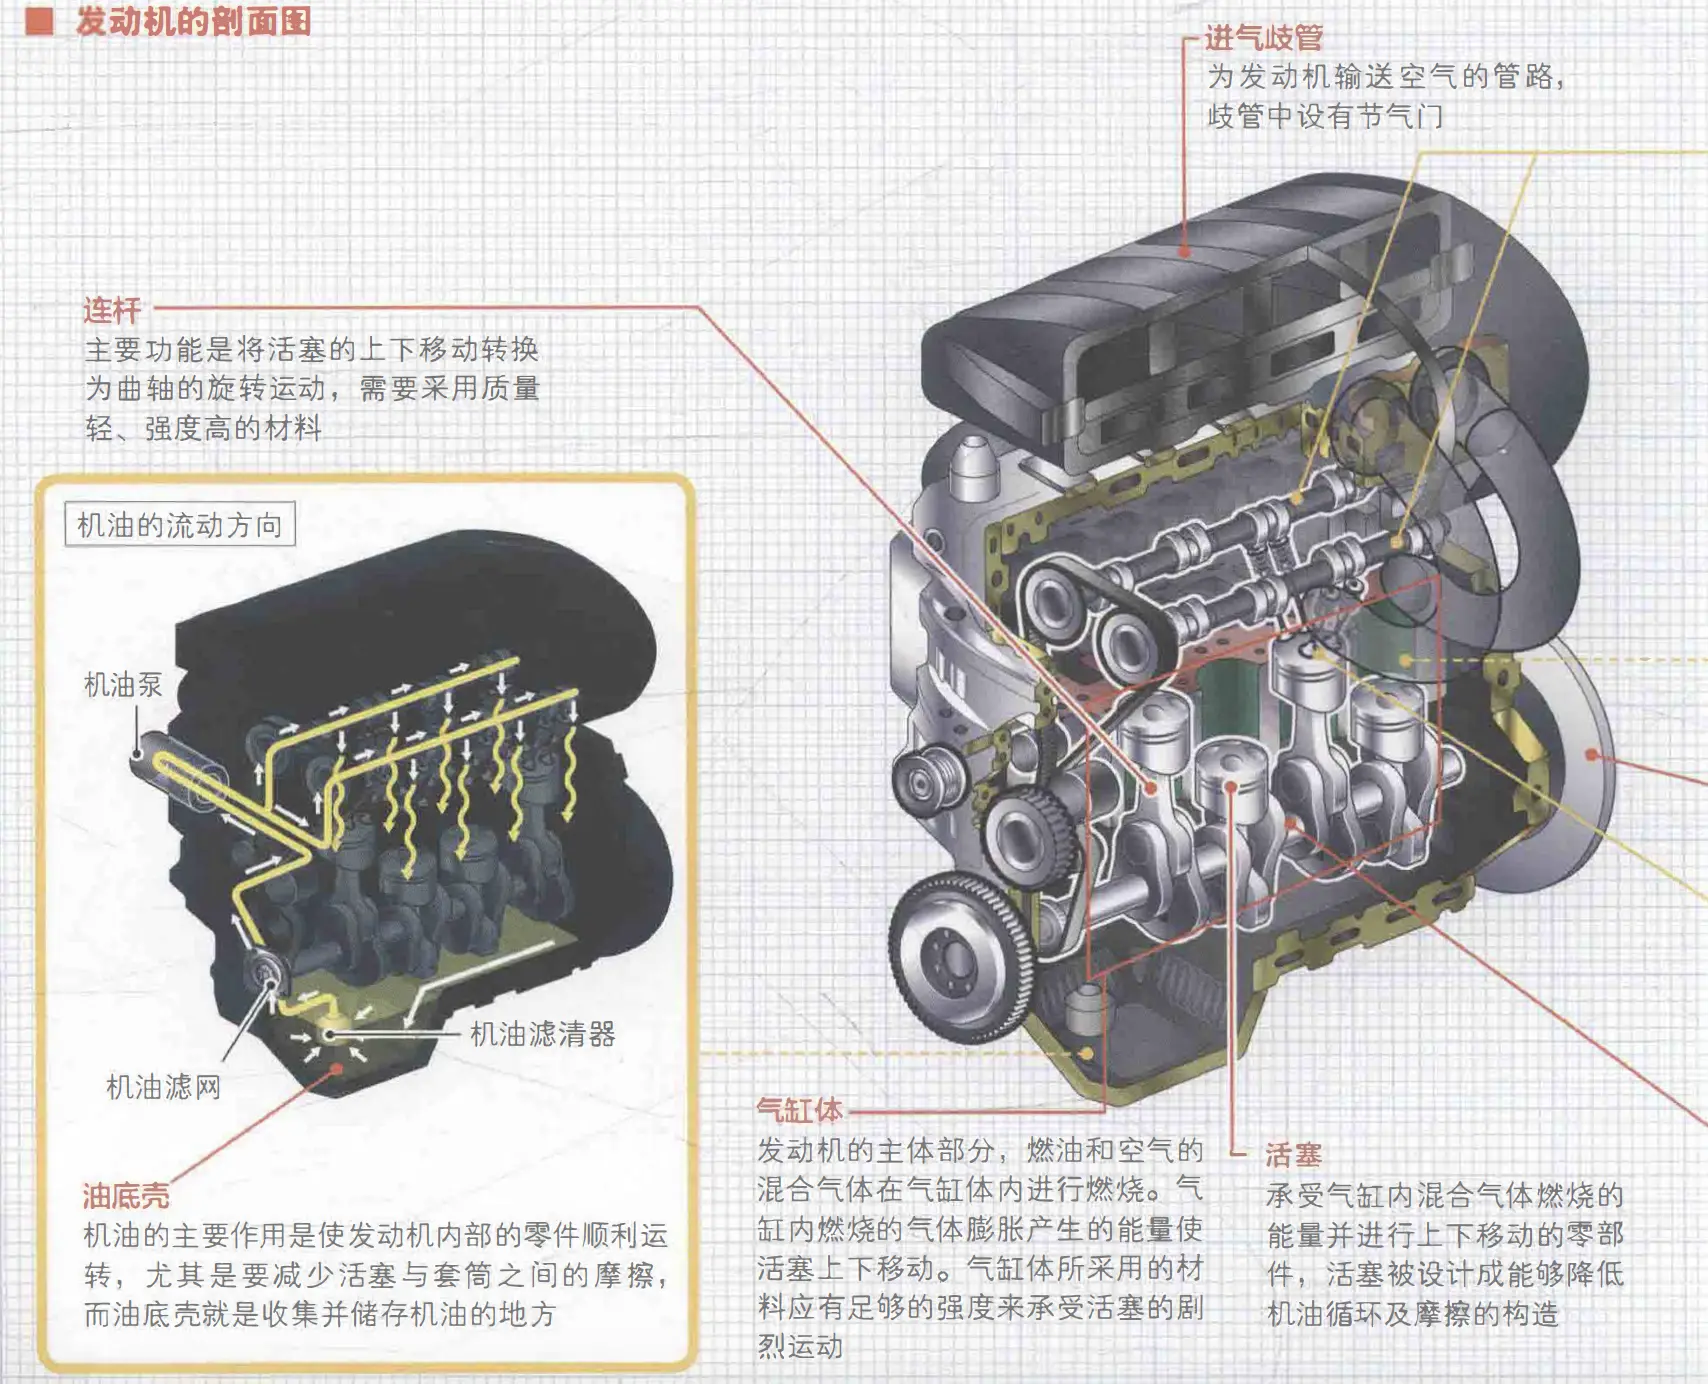 发动机的剖面图
进气歧管
为发动机输送空气的管路，
歧管中设有节气门
连杆
主要功能是将活塞的上下移动转换
为曲轴的旋转运动，需要采用质量
轻、强度高的材料
机油的流动方向
机油泵
机油滤清器
机油滤网
油底壳
机油的主要作用是使发动机内部的零件顺利运
转，尤其是要减少活塞与套筒之间的摩擦，
而油底壳就是收集并储存机油的地方
气缸体
发动机的主体部分，燃油和空气的
混合气体在气缸体内进行燃烧。气
缸内燃烧的气体膨胀产生的能量使
活塞上下移动。气缸体所采用的材
料应有足够的强度来承受活塞的剧
烈运动
活塞
承受气缸内混合气体燃烧的
能量并进行上下移动的零部
件，活塞被设计成能够降低
机油循环及摩擦的构造